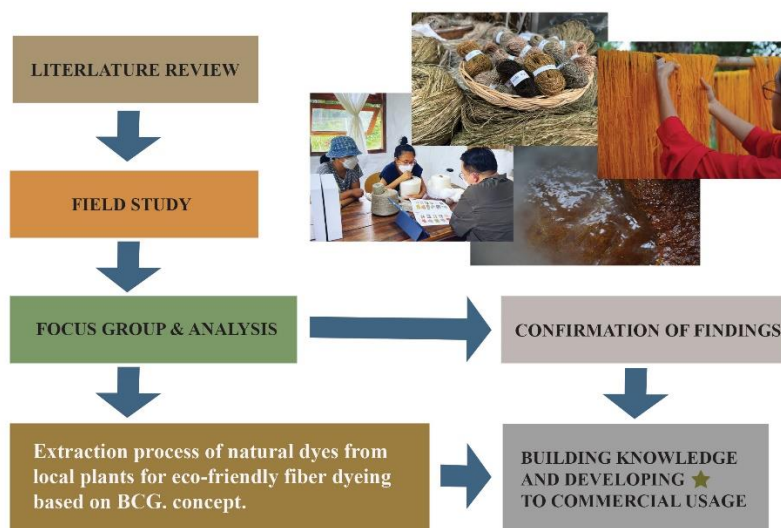 LITERLATURE REVIEW
FIELD STUDY
FOCUS GROUP & ANALYSIS
CONFIRMATION OF FINDINGS
Extraction process of natural dyes from
local plants for eco-friendly fiber dyeing
based on BCG. concept.
BUILDING KNOWLEDGE
AND DEVELOPING
TO COMMERCIAL USAGE